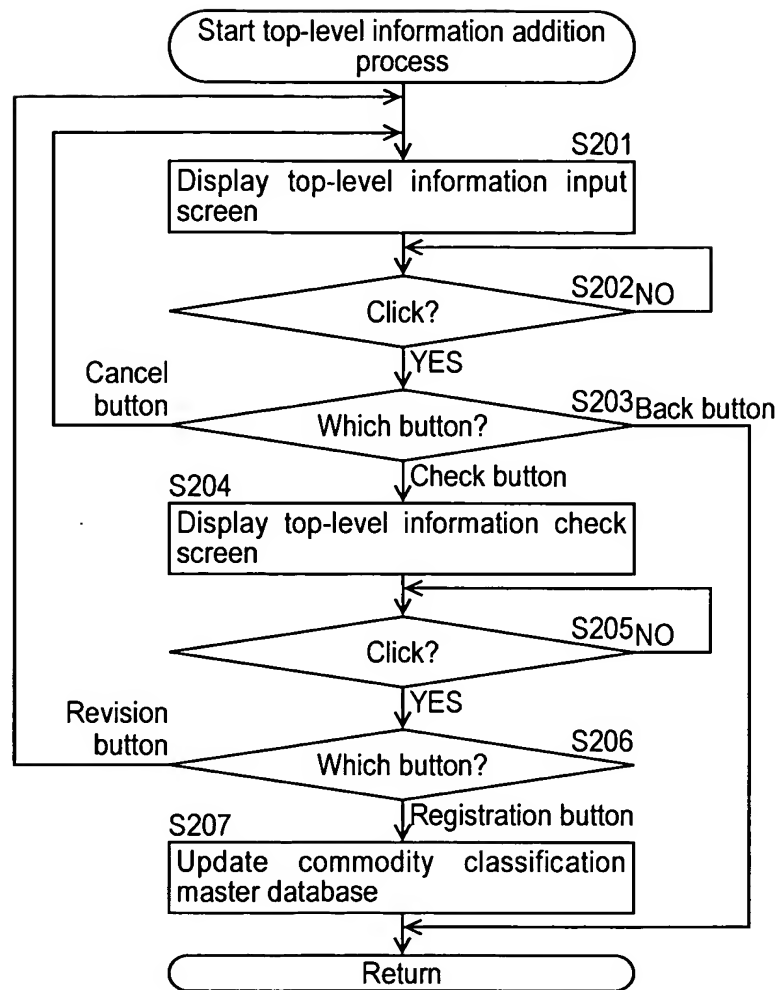 Start top-level information addition
process
S201
Display top-level information input
screen
S202
NO
Click?
YES
Cancel
button
S203
Back button
Which button?
Check button
S204
Display top-level information check
screen
S205
NO
Click?
YES
Revision
button
S206
Which button?
Registration button
S207
Update commodity classification
master database
Return